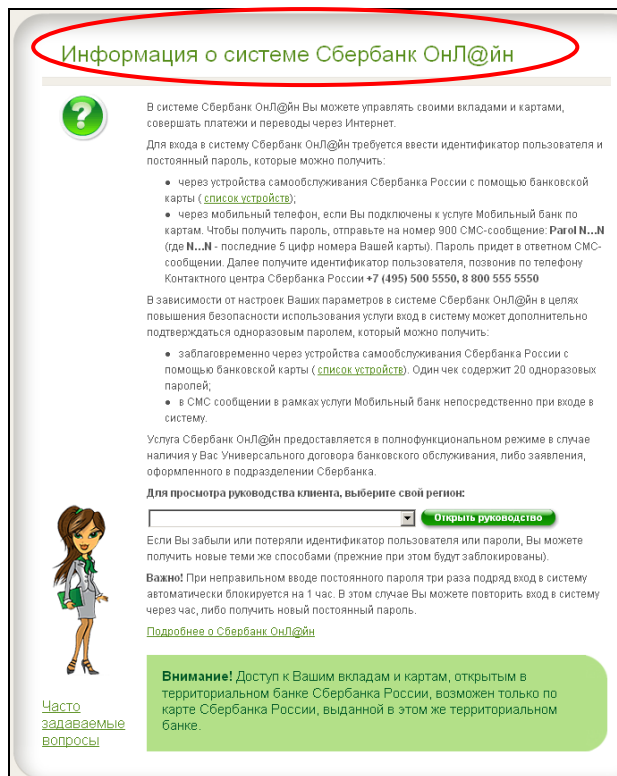 Информация о системе Сбербанк ОнЛ@йн
В системе Сбербанк ОнЛ@йн Вы можете управлять своими вкладами и картами,
совершать платежи и переводы через Интернет.
Для входа в систему Сбербанк ОнЛ@йн требуется ввести идентификатор пользователя и
постоянный пароль, которые можно получить:
● через устройства самообслуживания Сбербанка России с помощью банковской
карты ( список устройств);
● через мобильный телефон, если Вы подключены к услуге Мобильный банк по
картам. Чтобы получить пароль, отправьте на номер 900 СМС-сообщение: Parol N...N
(где N...N - последние 5 цифр номера Вашей карты). Пароль придет в ответном СМС-
сообщении. Далее получите идентификатор пользователя, позвонив по телефону
Контактного центра Сбербанка России +7 (495) 500 5550, 8 800 555 5550
В зависимости от настроек Ваших параметров в системе Сбербанк ОнЛ@йн в целях
повышения безопасности использования услуги вход в систему может дополнительно
подтверждаться одноразовым паролем, который можно получить:
● заблаговременно через устройства самообслуживания Сбербанка России с
помощью банковской карты ( список устройств). Один чек содержит 20 одноразовых
паролей;
● в СМС сообщении в рамках услуги Мобильный банк непосредственно при входе в
систему.
Услуга Сбербанк ОнЛ@йн предоставляется в полнофункциональном режиме в случае
наличия у Вас Универсального договора банковского обслуживания, либо заявления,
оформленного в подразделении Сбербанка.
Для просмотра руководства клиента, выберите свой регион:
Открыть руководство
Если Вы забыли или потеряли идентификатор пользователя или пароли, Вы можете
получить новые теми же способами (прежние при этом будут заблокированы).
Важно! При неправильном вводе постоянного пароля три раза подряд вход в систему
автоматически блокируется на 1 час. В этом случае Вы можете повторить вход в систему
через час, либо получить новый постоянный пароль.
Подробнее о Сбербанк ОнЛ@йн
Внимание! Доступ к Вашим вкладам и картам, открытым в
территориальном банке Сбербанка России, возможен только по
карте Сбербанка России, выданной в этом же территориальном
банке.
Часто
задаваемые
вопросы